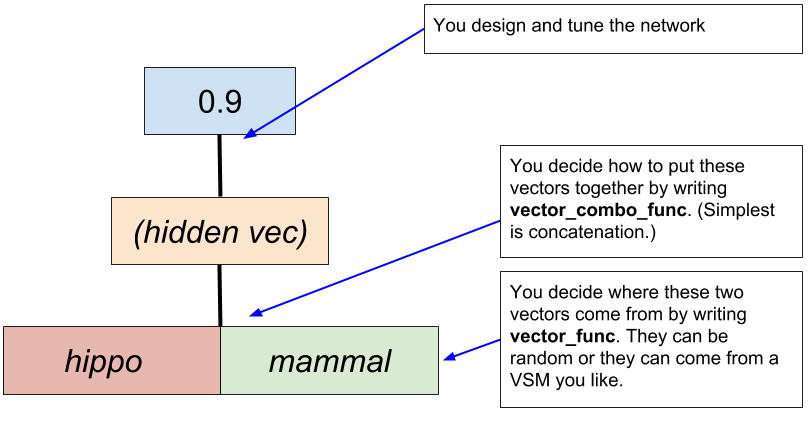 You design and tune the network
0.9
You decide how to put these
vectors together by writing
vector_combo_func. (Simplest
is concatenation.)
(hidden vec)
You decide where these two
vectors come from by writing
vector_func. They can be
random or they can come from a
VSM you like.
hippo
mammal